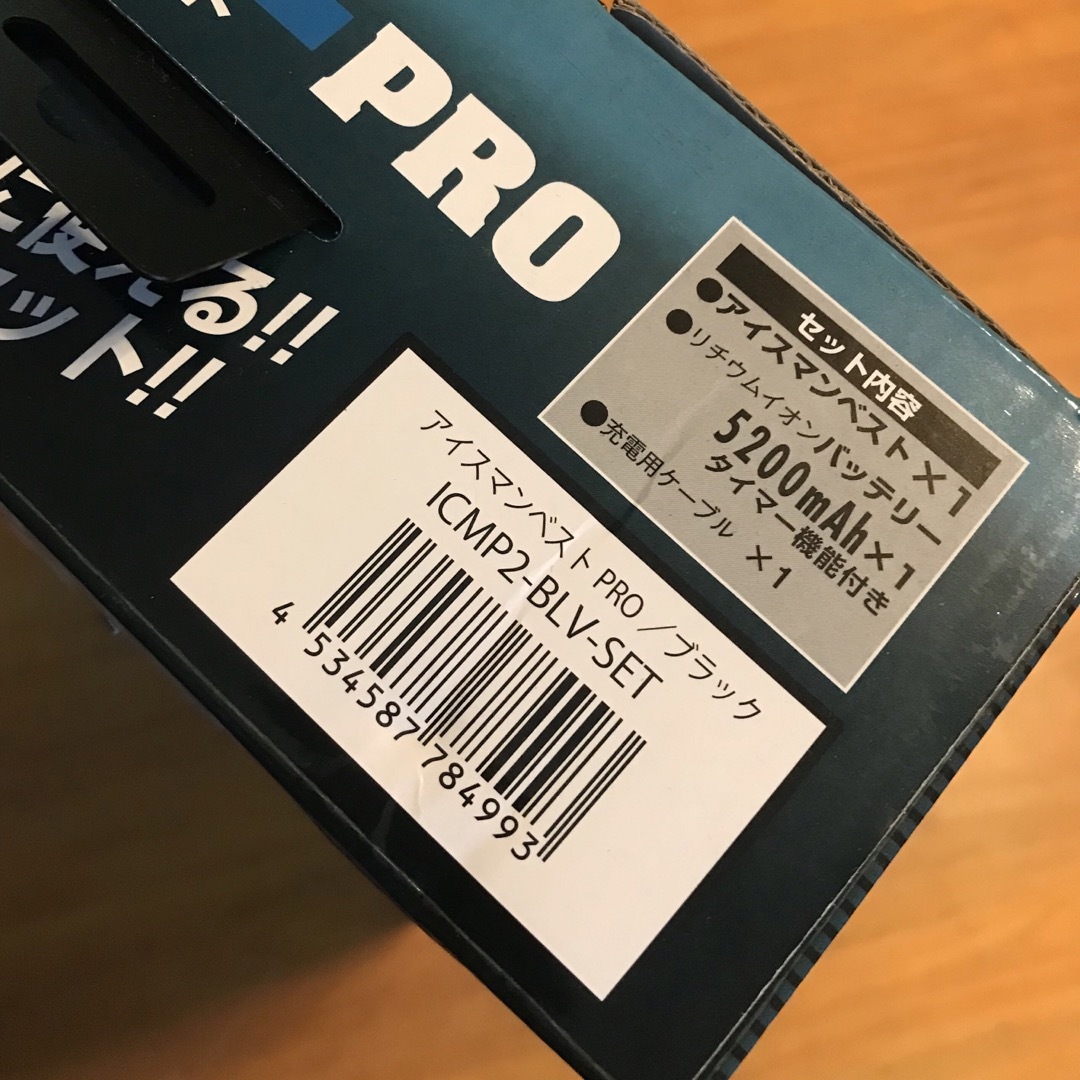 PRO
に使える!!
ット!!
セット内容
●アイスマンベスト×1
●リチウムイオンバッテリー
5200mAh×1
タイマー機能付き
●充電用ケーブル ×1
アイスマンベスト PRO／ブラック
ICMP2-BLV-SET
4 534587 784993